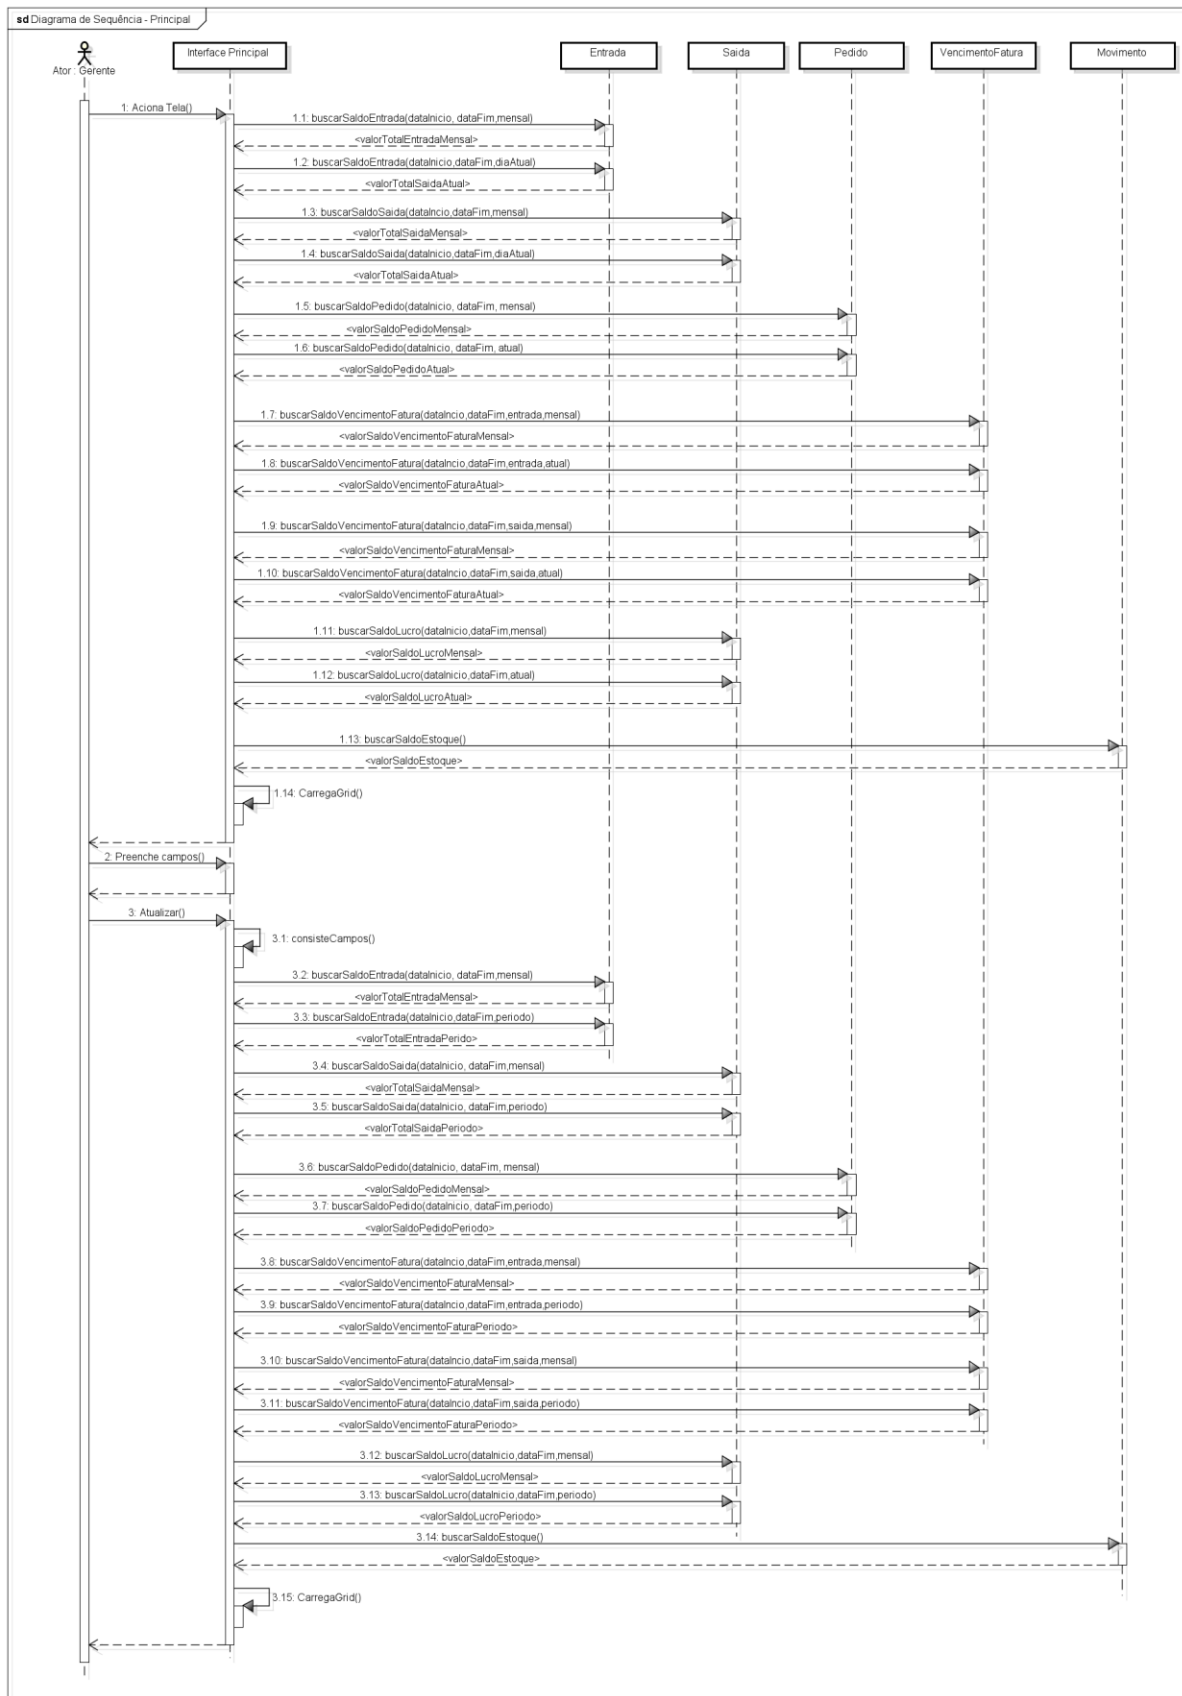 sd Diagrama de Sequência - Principal
Ator : Gerente
Interface Principal
Entrada
Saida
Pedido
VencimentoFatura
Movimento
1: Aciona Tela()
1.1: buscarSaldoEntrada(dataInicio, dataFim,mensal)
<valorTotalEntradaMensal>
1.2: buscarSaldoEntrada(dataInicio,dataFim,diaAtual)
<valorTotalSaidaAtual>
1.3: buscarSaldoSaida(dataIncio,dataFim,mensal)
<valorTotalSaidaMensal>
1.4: buscarSaldoSaida(dataInicio,dataFim,diaAtual)
<valorTotalSaidaAtual>
1.5: buscarSaldoPedido(dataInicio, dataFim, mensal)
<valorSaldoPedidoMensal>
1.6: buscarSaldoPedido(dataInicio, dataFim, atual)
<valorSaldoPedidoAtual>
1.7: buscarSaldoVencimentoFatura(dataIncio,dataFim,entrada,mensal)
<valorSaldoVencimentoFaturaMensal>
1.8: buscarSaldoVencimentoFatura(dataIncio,dataFim,entrada,atual)
<valorSaldoVencimentoFaturaAtual>
1.9: buscarSaldoVencimentoFatura(dataIncio,dataFim,saida,mensal)
<valorSaldoVencimentoFaturaMensal>
1.10: buscarSaldoVencimentoFatura(dataIncio,dataFim,saida,atual)
<valorSaldoVencimentoFaturaAtual>
1.11: buscarSaldoLucro(dataInicio,dataFim,mensal)
<valorSaldoLucroMensal>
1.12: buscarSaldoLucro(dataInicio,dataFim,atual)
<valorSaldoLucroAtual>
1.13: buscarSaldoEstoque()
<valorSaldoEstoque>
1.14: CarregaGrid()
2: Preenche campos()
3: Atualizar()
3.1: consisteCampos()
3.2: buscarSaldoEntrada(dataInicio, dataFim,mensal)
<valorTotalEntradaMensal>
3.3: buscarSaldoEntrada(dataInicio,dataFim,periodo)
<valorTotalEntradaPerido>
3.4: buscarSaldoSaida(dataInicio, dataFim,mensal)
<valorTotalSaidaMensal>
3.5: buscarSaldoSaida(dataInicio, dataFim,periodo)
<valorTotalSaidaPeriodo>
3.6: buscarSaldoPedido(dataInicio, dataFim, mensal)
<valorSaldoPedidoMensal>
3.7: buscarSaldoPedido(dataInicio, dataFim,periodo)
<valorSaldoPedidoPeriodo>
3.8: buscarSaldoVencimentoFatura(dataIncio,dataFim,entrada,mensal)
<valorSaldoVencimentoFaturaMensal>
3.9: buscarSaldoVencimentoFatura(dataIncio,dataFim,entrada,periodo)
<valorSaldoVencimentoFaturaPeriodo>
3.10: buscarSaldoVencimentoFatura(dataIncio,dataFim,saida,mensal)
<valorSaldoVencimentoFaturaMensal>
3.11: buscarSaldoVencimentoFatura(dataIncio,dataFim,saida,periodo)
<valorSaldoVencimentoFaturaPeriodo>
3.12: buscarSaldoLucro(dataInicio,dataFim,mensal)
<valorSaldoLucroMensal>
3.13: buscarSaldoLucro(dataInicio,dataFim,periodo)
<valorSaldoLucroPeriodo>
3.14: buscarSaldoEstoque()
<valorSaldoEstoque>
3.15: CarregaGrid()